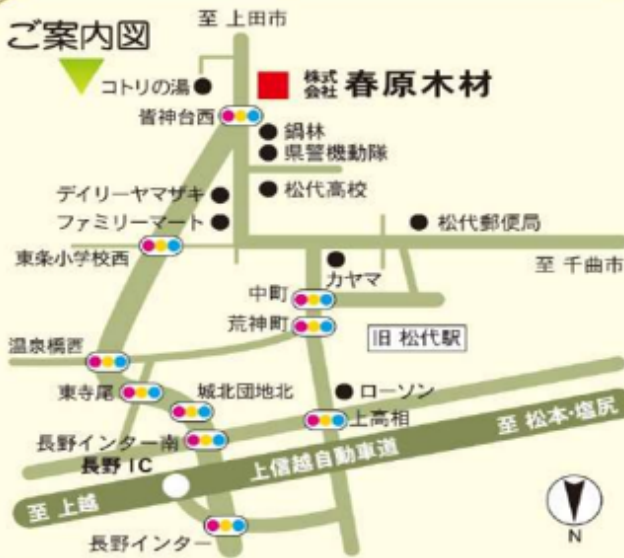 ご案内図
至 上田市
コトリの湯
株式会社 春原木材
皆神台西
鍋林
県警機動隊
デイリーヤマザキ
松代高校
ファミリーマート
松代郵便局
東条小学校西
カヤマ
至 千曲市
中町
荒神町
旧 松代駅
温泉橋西
東寺尾
城北団地北
ローソン
上高相
長野インター南
長野 IC
上信越自動車道
至 松本・塩尻
至 上越
長野インター
N